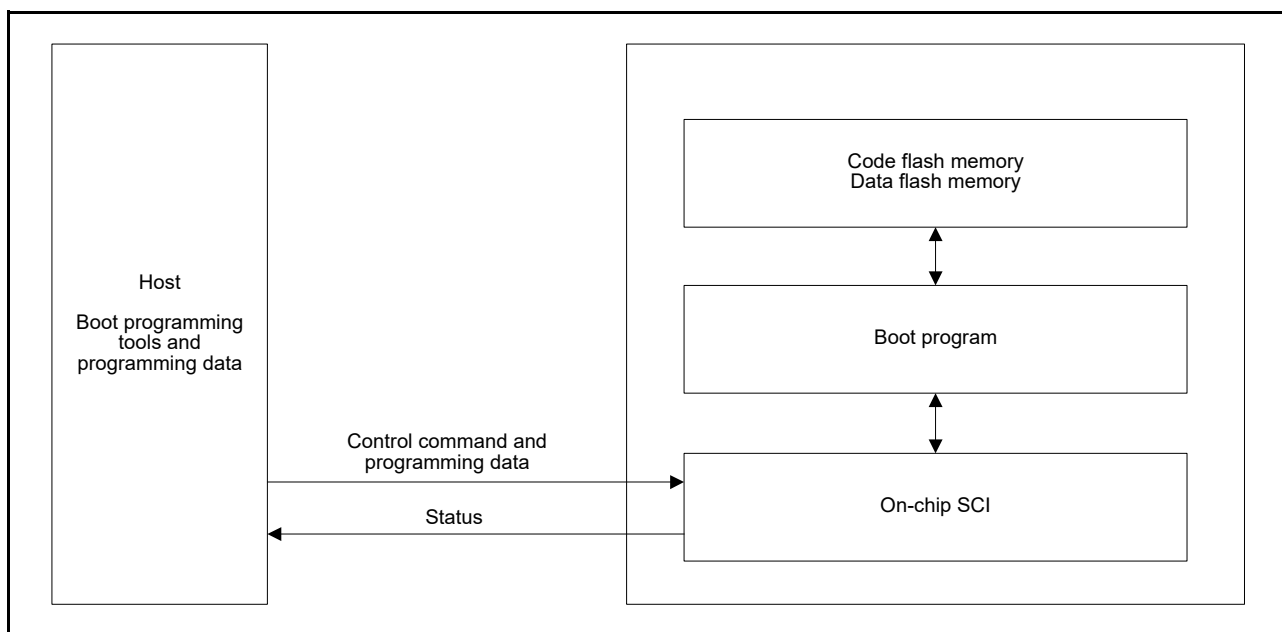 Host
Boot programming
tools and
programming data
Control command and
programming data
Status
Code flash memory
Data flash memory
Boot program
On-chip SCI